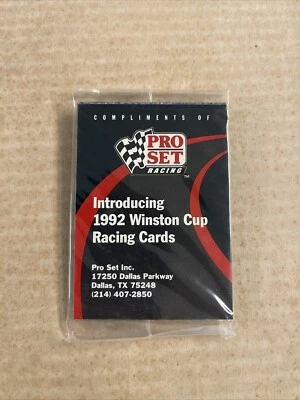 COMPLIMENTS OF
PRO
SET
RACING
TM
Introducing
1992 Winston Cup
Racing Cards
Pro Set Inc.
17250 Dallas Parkway
Dallas, TX 75248
(214) 407-2850